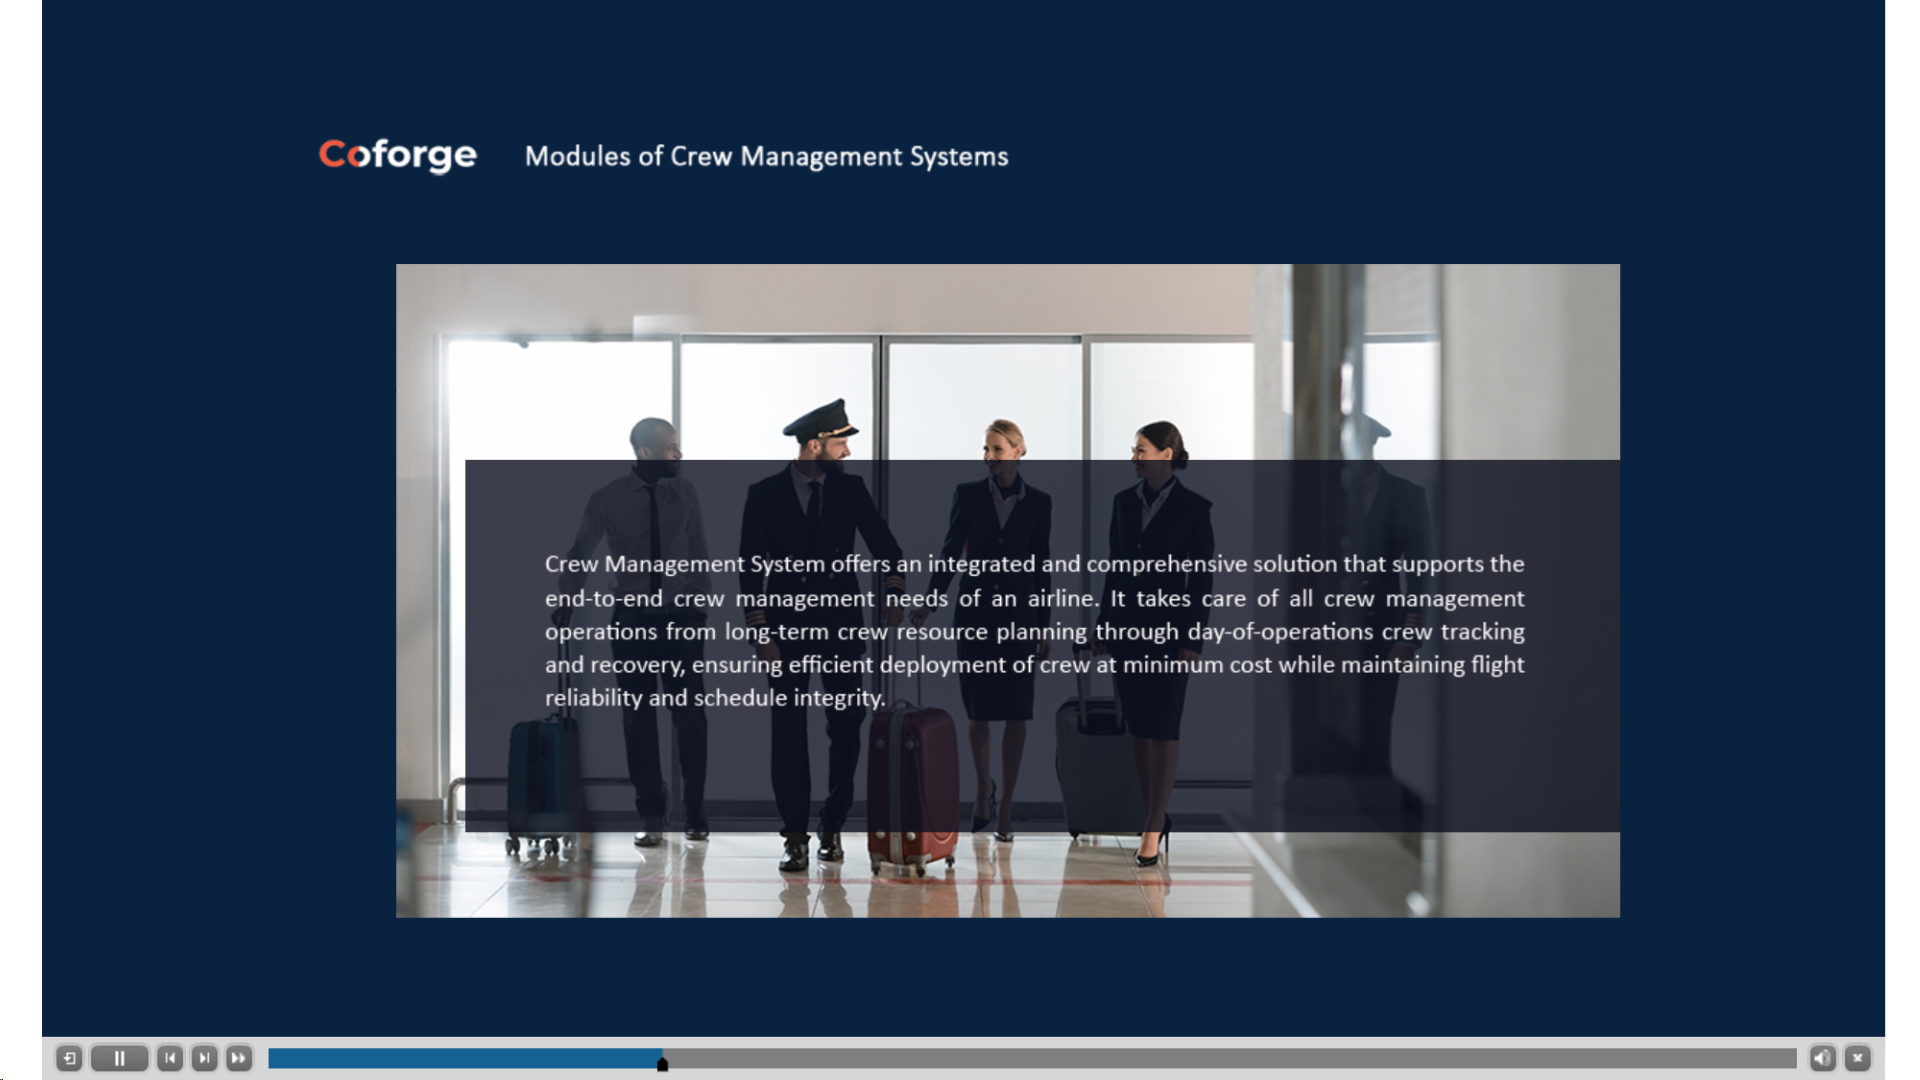 Coforge
Modules of Crew Management Systems
Crew Management System offers an integrated and comprehensive solution that supports the
end-to-end crew management needs of an airline. It takes care of all crew management
operations from long-term crew resource planning through day-of-operations crew tracking
and recovery, ensuring efficient deployment of crew at minimum cost while maintaining flight
reliability and schedule integrity.